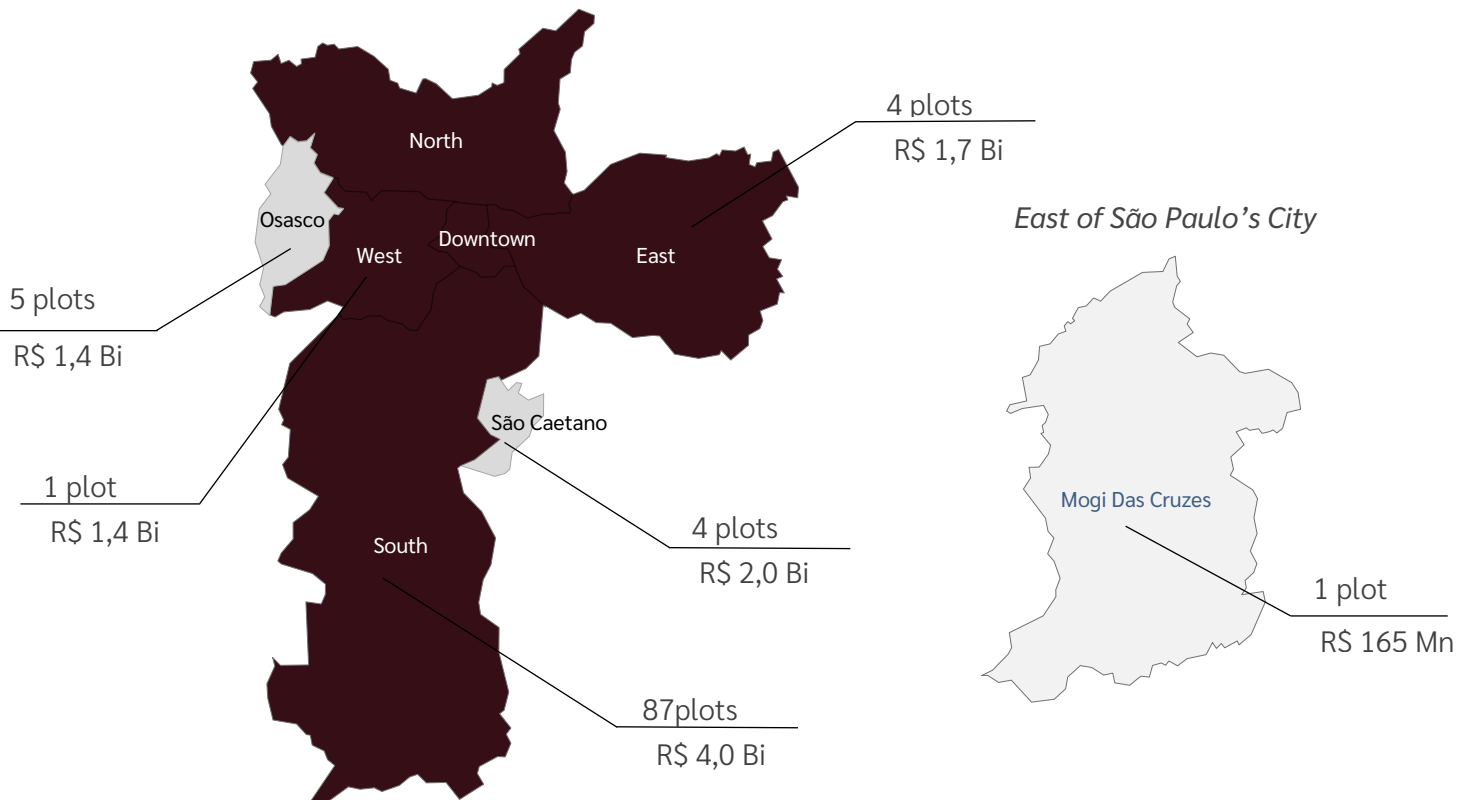 4 plots
R$ 1,7 Bi
North
East of São Paulo’s City
Osasco
Downtown
West
East
5 plots
R$ 1,4 Bi
São Caetano
1 plot
R$ 1,4 Bi
Mogi Das Cruzes
4 plots
R$ 2,0 Bi
South
1 plot
R$ 165 Mn
87plots
R$ 4,0 Bi